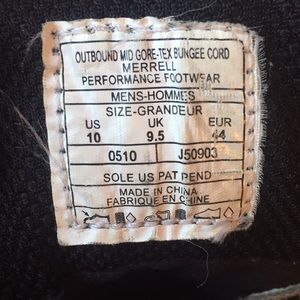 OUTBOUND MID GORE-TEX BUNGEE CORD
MERRELL
PERFORMANCE FOOTWEAR
MENS-HOMMES
SIZE-GRANDEUR
US UK EUR
10 9.5 44
0510 J50903
SOLE US PAT PEND
MADE IN CHINA
FABRIQUE EN CHINE